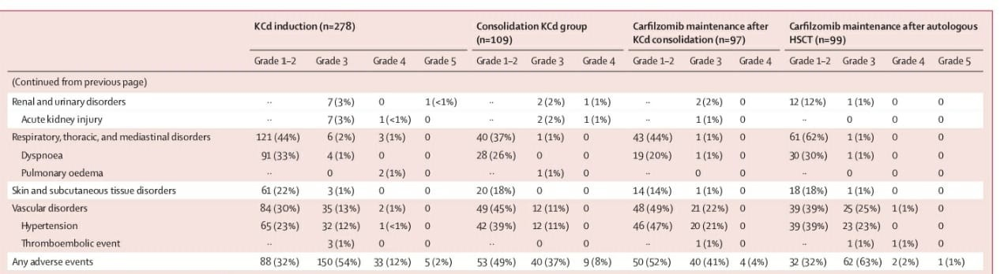 KCd induction (n=278) Consolidation KCd group (n=109) Carfilzomib maintenance after KCd consolidation (n=97) Carfilzomib maintenance after autologous HSCT (n=99)
Grade 1–2 Grade 3 Grade 4 Grade 5 Grade 1–2 Grade 3 Grade 4 Grade 1–2 Grade 3 Grade 4 Grade 1–2 Grade 3 Grade 4 Grade 5
(Continued from previous page)
Renal and urinary disorders ·· 7 (3%) 0 1 (<1%) ·· 2 (2%) 1 (1%) ·· 2 (2%) 0 12 (12%) 1 (1%) 0 0
Acute kidney injury ·· 7 (3%) 1 (<1%) 0 ·· 2 (2%) 1 (1%) ·· 1 (1%) 0 ·· 0 0 0
Respiratory, thoracic, and mediastinal disorders 121 (44%) 6 (2%) 3 (1%) 0 40 (37%) 1 (1%) 0 43 (44%) 1 (1%) 0 61 (62%) 1 (1%) 0 0
Dyspnoea 91 (33%) 4 (1%) 0 0 28 (26%) 0 0 19 (20%) 1 (1%) 0 30 (30%) 1 (1%) 0 0
Pulmonary oedema ·· 0 2 (1%) 0 ·· 1 (1%) 0 ·· 0 0 ·· 0 0 0
Skin and subcutaneous tissue disorders 61 (22%) 3 (1%) 0 0 20 (18%) 0 0 14 (14%) 1 (1%) 0 18 (18%) 1 (1%) 0 0
Vascular disorders 84 (30%) 35 (13%) 2 (1%) 0 49 (45%) 12 (11%) 0 48 (49%) 21 (22%) 0 39 (39%) 25 (25%) 1 (1%) 0
Hypertension 65 (23%) 32 (12%) 1 (<1%) 0 42 (39%) 12 (11%) 0 46 (47%) 20 (21%) 0 39 (39%) 23 (23%) 0 0
Thromboembolic event ·· 3 (1%) 0 0 ·· 0 0 ·· 1 (1%) 0 ·· 1 (1%) 1 (1%) 0
Any adverse events 88 (32%) 150 (54%) 33 (12%) 5 (2%) 53 (49%) 40 (37%) 9 (8%) 50 (52%) 40 (41%) 4 (4%) 32 (32%) 62 (63%) 2 (2%) 1 (1%)